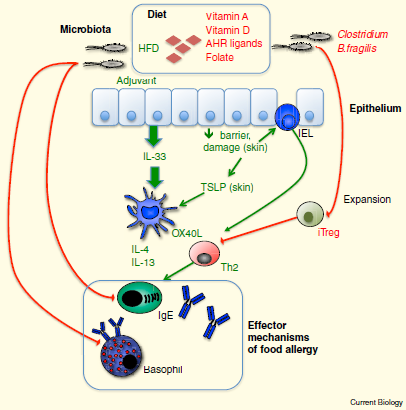 Diet
Microbiota
HFD
Vitamin A
Vitamin D
AHR ligands
Folate
Clostridium
B.fragilis
Adjuvant
Epithelium
IEL
barrier,
damage (skin)
IL-33
TSLP (skin)
Expansion
iTreg
OX40L
IL-4
IL-13
Th2
IgE
Effector
mechanisms
of food allergy
Basophil
Current Biology